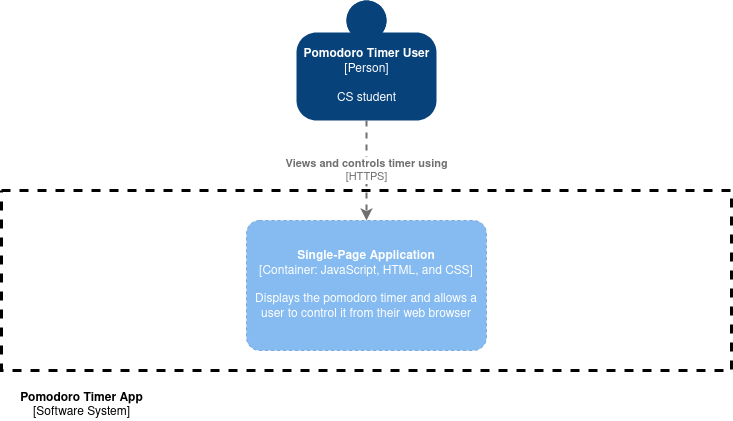 Pomodoro Timer User
[Person]
CS student
Views and controls timer using
[HTTPS]
Single-Page Application
[Container: JavaScript, HTML, and CSS]
Displays the pomodoro timer and allows a
user to control it from their web browser
Pomodoro Timer App
[Software System]